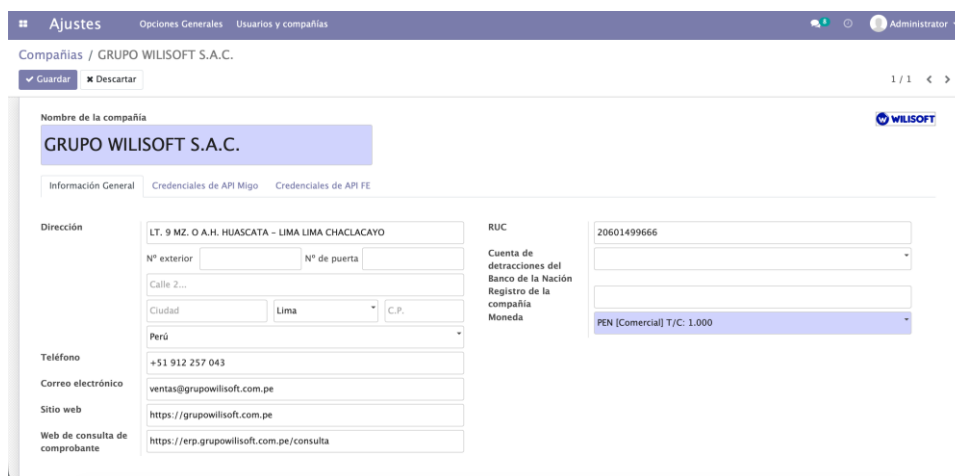 Ajustes Opciones Generales Usuarios y compañías Administrator
Compañias / GRUPO WILISOFT S.A.C.
Guardar Descartar 1 / 1
Nombre de la compañía WILISOFT
GRUPO WILISOFT S.A.C.
Información General Credenciales de API Migo Credenciales de API FE
Dirección
LT. 9 MZ. O A.H. HUASCATA - LIMA LIMA CHACLACAYO
Nº exterior Nº de puerta
Calle 2...
Ciudad Lima C.P.
Perú
Teléfono +51 912 257 043
Correo electrónico ventas@grupowilisoft.com.pe
Sitio web https://grupowilisoft.com.pe
Web de consulta de
comprobante
https://erp.grupowilisoft.com.pe/consulta
RUC 20601499666
Cuenta de
detracciones del
Banco de la Nación
Registro de la
compañía
Moneda PEN [Comercial] T/C: 1.000